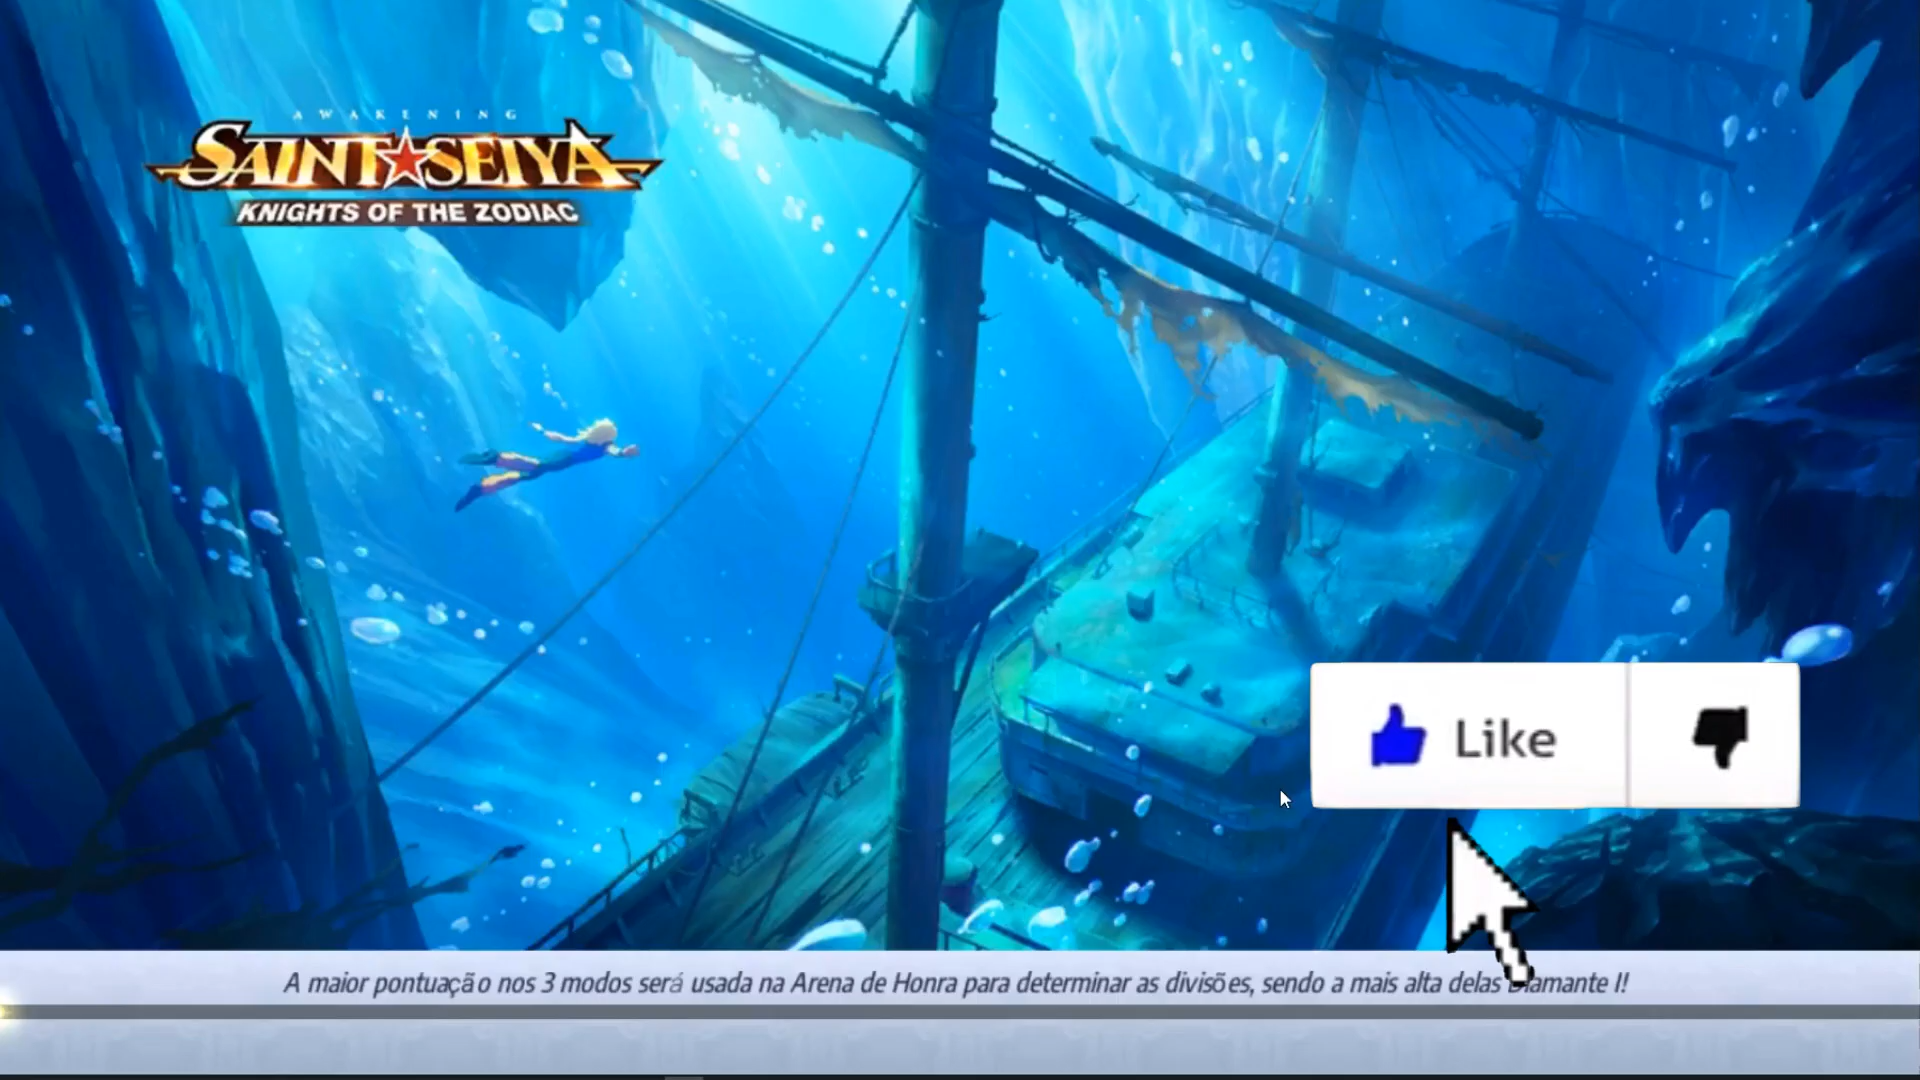 AWAKENING
SAINT SEIYA
KNIGHTS OF THE ZODIAC
Like
A maior pontuação nos 3 modos será usada na Arena de Honra para determinar as divisões, sendo a mais alta delas Diamante I!